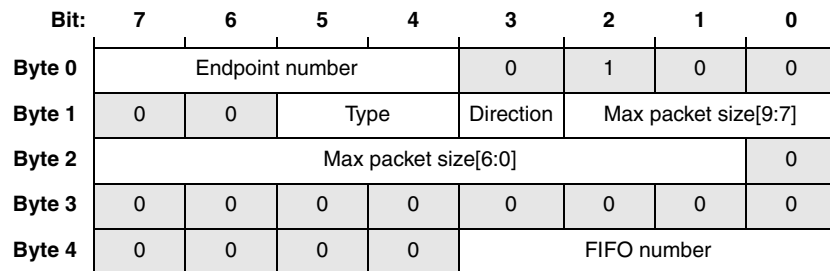 Bit: 7 6 5 4 3 2 1 0
Byte 0 Endpoint number 0 1 0 0
Byte 1 0 0 Type Direction Max packet size[9:7]
Byte 2 Max packet size[6:0] 0
Byte 3 0 0 0 0 0 0 0 0
Byte 4 0 0 0 0 FIFO number